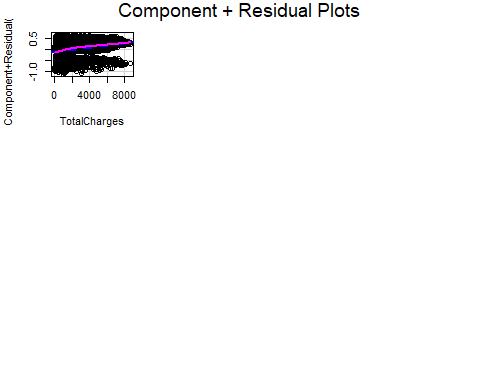 Component + Residual Plots
Component+Residual(
0.5
-1.0
0 4000 8000
TotalCharges